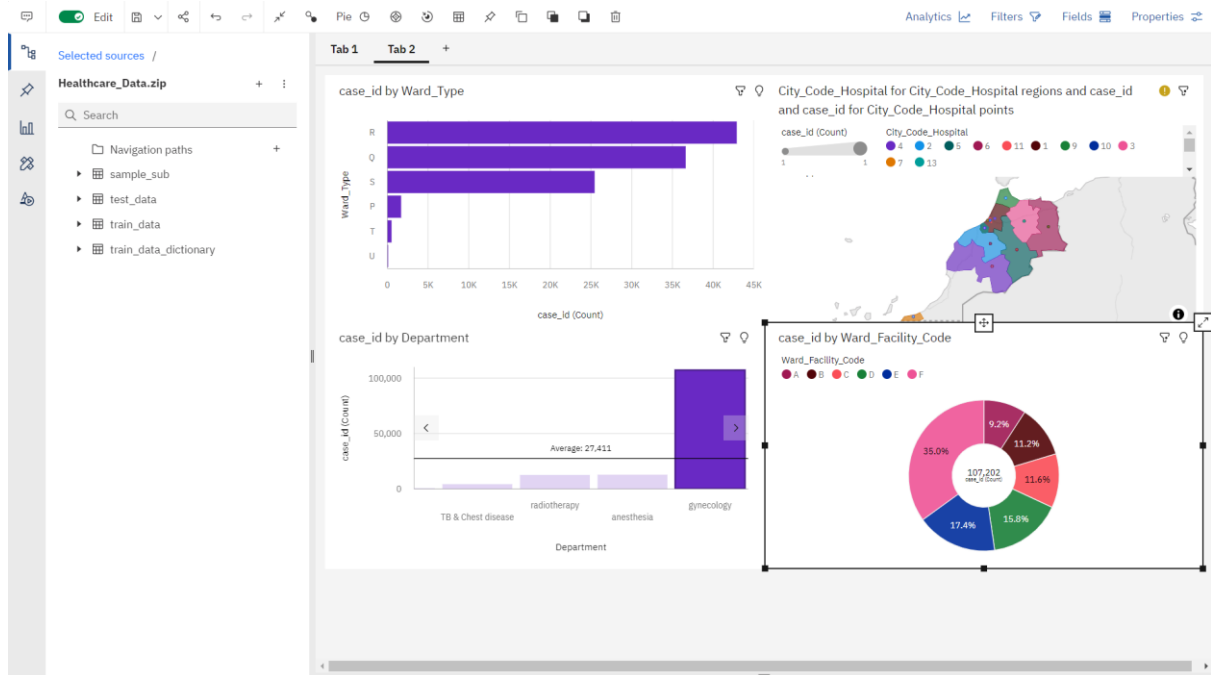 Edit
Pie
Analytics
Filters
Fields
Properties
Selected sources /
Healthcare_Data.zip
Search
Navigation paths
sample_sub
test_data
train_data
train_data_dictionary
Tab 1 Tab 2
case_id by Ward_Type
Ward_Type
R
Q
S
P
T
U
0 5K 10K 15K 20K 25K 30K 35K 40K 45K
case_id (Count)
City_Code_Hospital for City_Code_Hospital regions and case_id
and case_id for City_Code_Hospital points
case_id (Count)
1 1
City_Code_Hospital
4 2 5 6 11 1 9 10 3
7 13
case_id by Department
case_id (Count)
100,000
50,000
0
Average: 27,411
TB & Chest disease
radiotherapy
anesthesia
gynecology
Department
case_id by Ward_Facility_Code
Ward_Facility_Code
A B C D E F
9.2%
11.2%
11.6%
15.8%
17.4%
35.0%
107,202
case_id (Count)